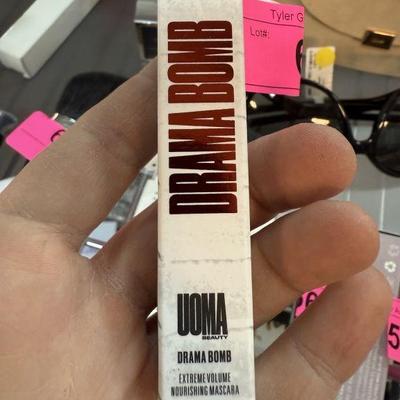 Tyler G
Lot#:
DRAMA BOMB
UOMA
BEAUTY
DRAMA BOMB
EXTREME VOLUME
NOURISHING MASCARA